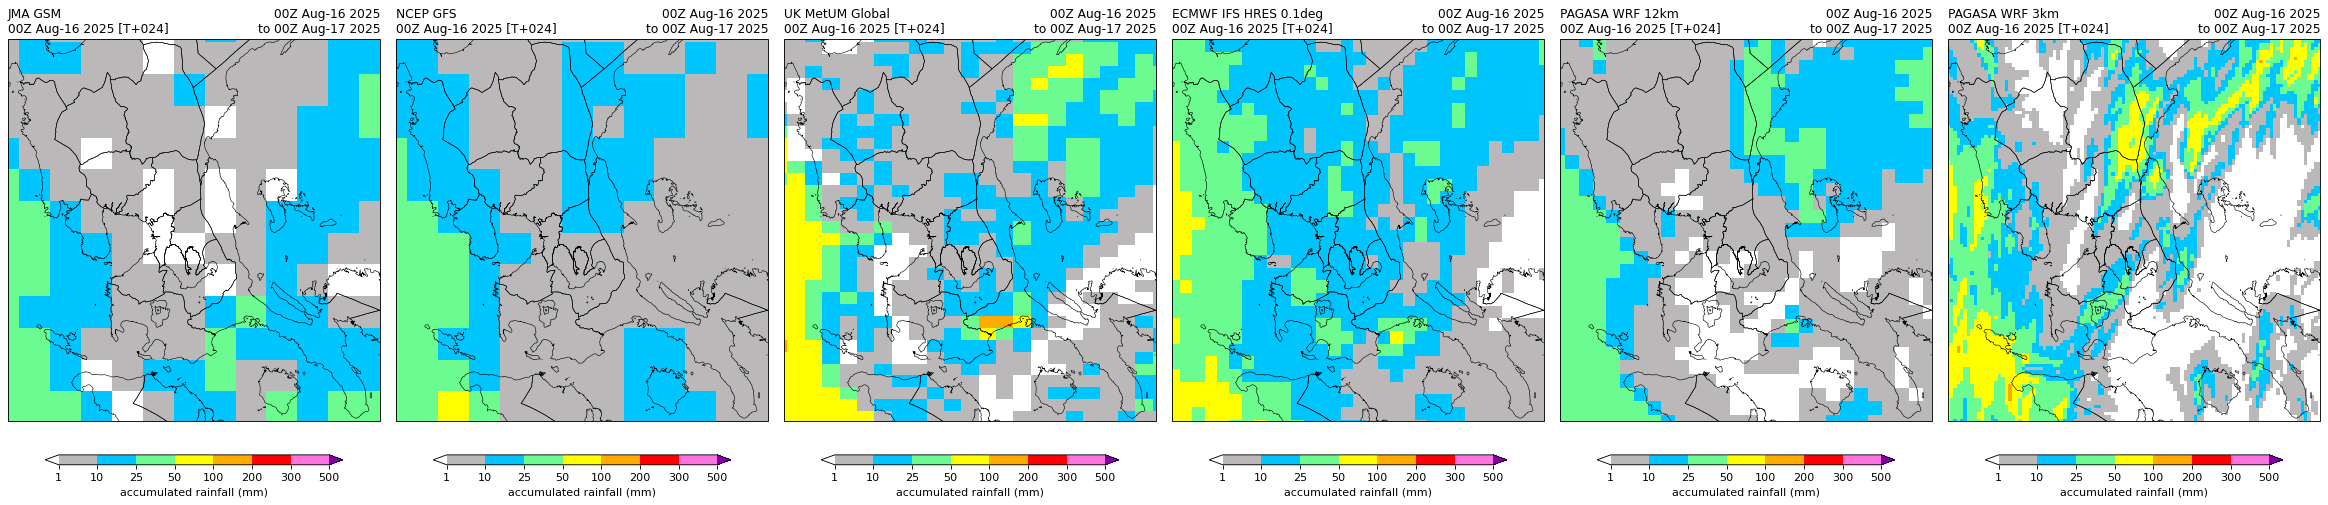 JMA GSM 00Z Aug-16 2025
00Z Aug-16 2025 [T+024] to 00Z Aug-17 2025
1 10 25 50 100 200 300 500
accumulated rainfall (mm)
NCEP GFS 00Z Aug-16 2025
00Z Aug-16 2025 [T+024] to 00Z Aug-17 2025
1 10 25 50 100 200 300 500
accumulated rainfall (mm)
UK MetUM Global 00Z Aug-16 2025
00Z Aug-16 2025 [T+024] to 00Z Aug-17 2025
1 10 25 50 100 200 300 500
accumulated rainfall (mm)
ECMWF IFS HRES 0.1deg 00Z Aug-16 2025
00Z Aug-16 2025 [T+024] to 00Z Aug-17 2025
1 10 25 50 100 200 300 500
accumulated rainfall (mm)
PAGASA WRF 12km 00Z Aug-16 2025
00Z Aug-16 2025 [T+024] to 00Z Aug-17 2025
1 10 25 50 100 200 300 500
accumulated rainfall (mm)
PAGASA WRF 3km 00Z Aug-16 2025
00Z Aug-16 2025 [T+024] to 00Z Aug-17 2025
1 10 25 50 100 200 300 500
accumulated rainfall (mm)